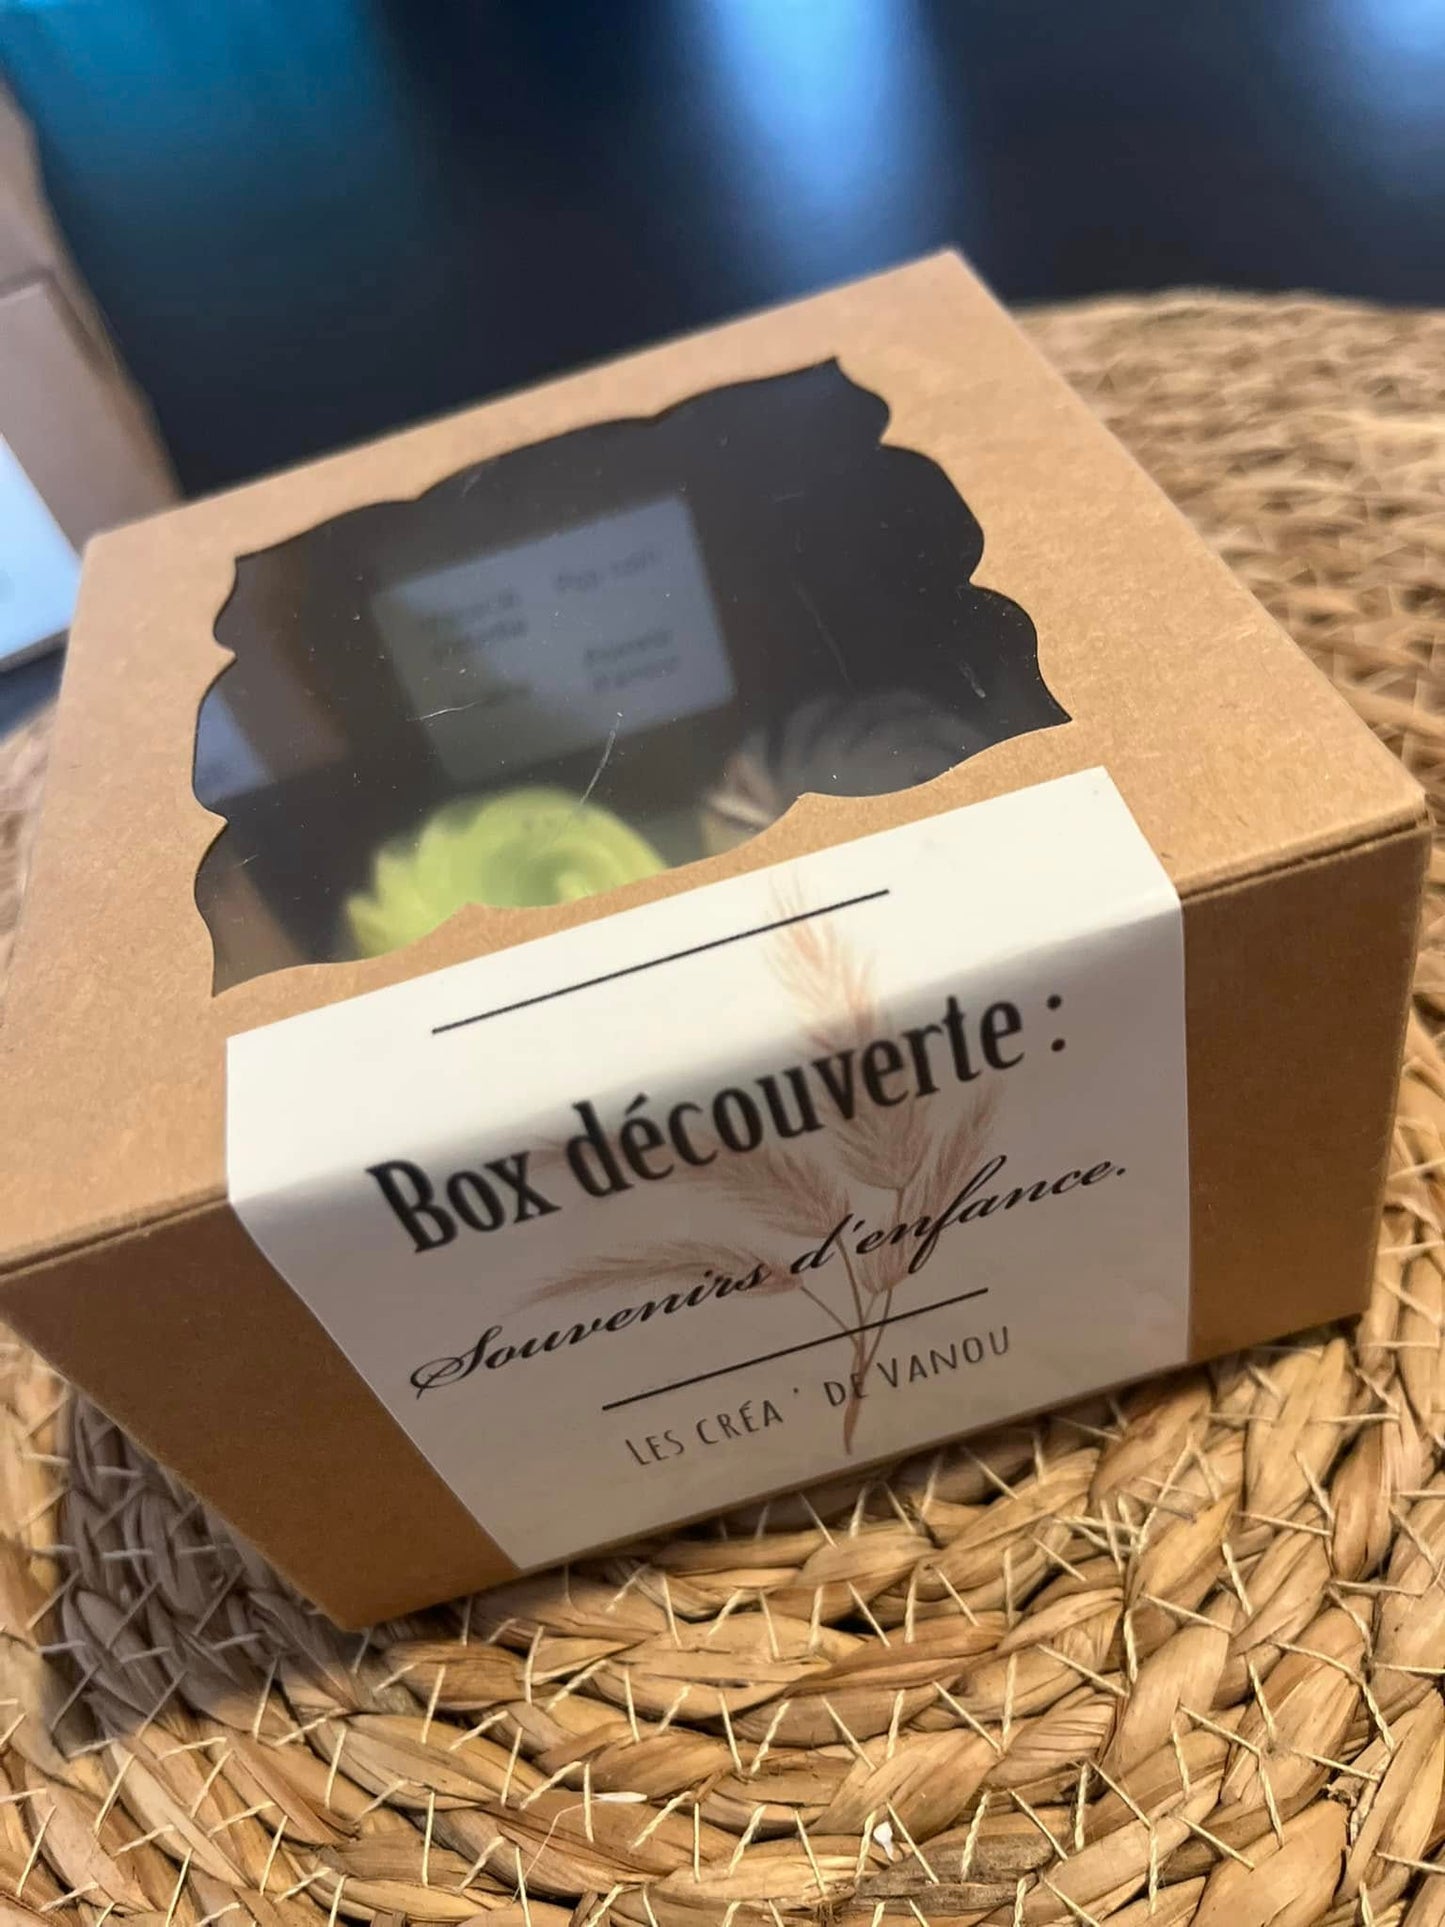 Box découverte :
Souvenirs d'enfance.
LES CRÉA ' DE VANOU